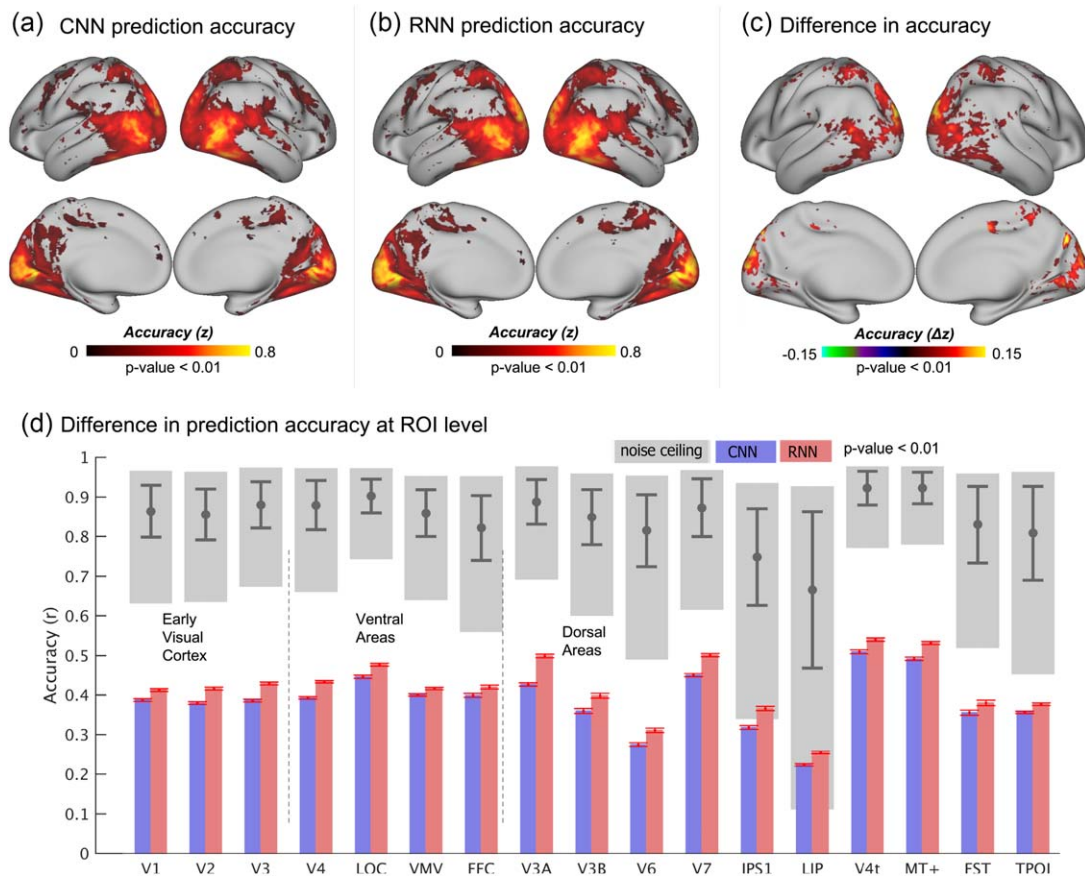 (a) CNN prediction accuracy
(b) RNN prediction accuracy
(c) Difference in accuracy
Accuracy (z)
0 0.8
p-value < 0.01
Accuracy (z)
0 0.8
p-value < 0.01
Accuracy (Δz)
-0.15 0.15
p-value < 0.01
(d) Difference in prediction accuracy at ROI level
noise ceiling CNN RNN p-value < 0.01
Accuracy (r)
1
0.9
0.8
0.7
0.6
0.5
0.4
0.3
0.2
0.1
0
Early
Visual
Cortex
Ventral
Areas
Dorsal
Areas
V1 V2 V3 V4 LOC VMV FFC V3A V3B V6 V7 IPS1 LIP V4t MT+ FST TPOJ